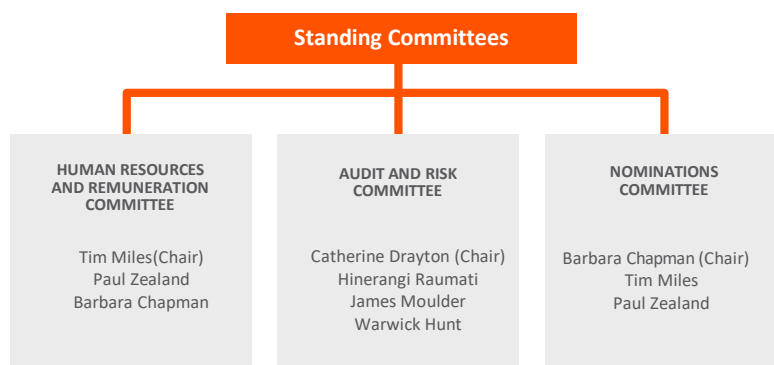 Standing Committees
HUMAN RESOURCES
AND REMUNERATION
COMMITTEE
Tim Miles(Chair)
Paul Zealand
Barbara Chapman
AUDIT AND RISK
COMMITTEE
Catherine Drayton (Chair)
Hinerangi Raumati
James Moulder
Warwick Hunt
NOMINATIONS
COMMITTEE
Barbara Chapman (Chair)
Tim Miles
Paul Zealand